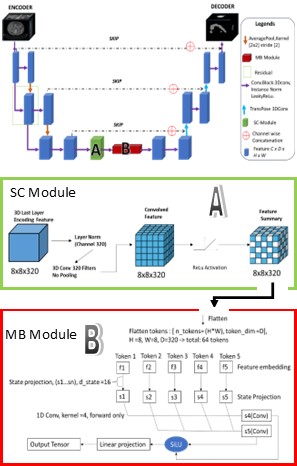 ENCODER
DECODER
SKIP
SKIP
SKIP
A
B
Legends
AveragePool,Kernel
[2x2] stride [2]
MB Module
Residual
ConvBlock 3Dconv,
Instance Norm
LeakyReLu
TransPose 3DConv
SC-Module
Channel wise
Concatination
Feature C x D x
H x W
SC Module
A
3D Last Layer
Encoding Feature
8x8x320
Layer Norm
(Channel 320)
3D Conv 320 Filters
No Pooling
Convolved
Feature
8x8x320
ReLu Activation
Feature
Summary
8x8x320
MB Module
B
Flatten
Flatten tokens : [ n_tokens=(H*W), token_dim=D],
H =8, W=8, D=320 -> total: 64 tokens
Token 1 Token 2 Token 3 Token 4 Token 5
f1 f2 f3 f4 f5 Feature embedding
State projection, (s1...sn), d_state =16
s1 s2 s3 s4 s5 State Projection
1D Conv, kernel =4, forward only
s4(Conv)
s5(Conv)
Output Tensor Linear projection SiLU